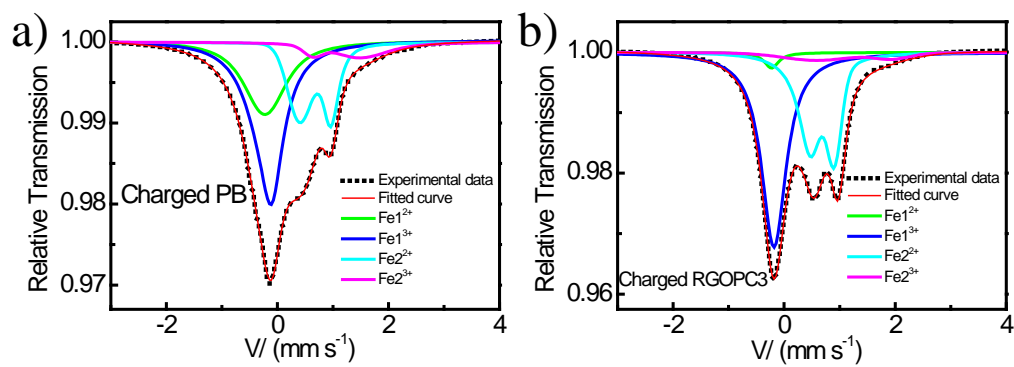 a)
1.00
0.99
0.98
0.97
Relative Transmission
Charged PB
Experimental data
Fitted curve
Fe1²⁺
Fe1³⁺
Fe2²⁺
Fe2³⁺
-2 0 2 4
V/ (mm s⁻¹)
b)
1.00
0.98
0.96
Relative Transmission
Charged RGOPC3
Experimental data
Fitted curve
Fe1²⁺
Fe1³⁺
Fe2²⁺
Fe2³⁺
-2 0 2 4
V/ (mm s⁻¹)